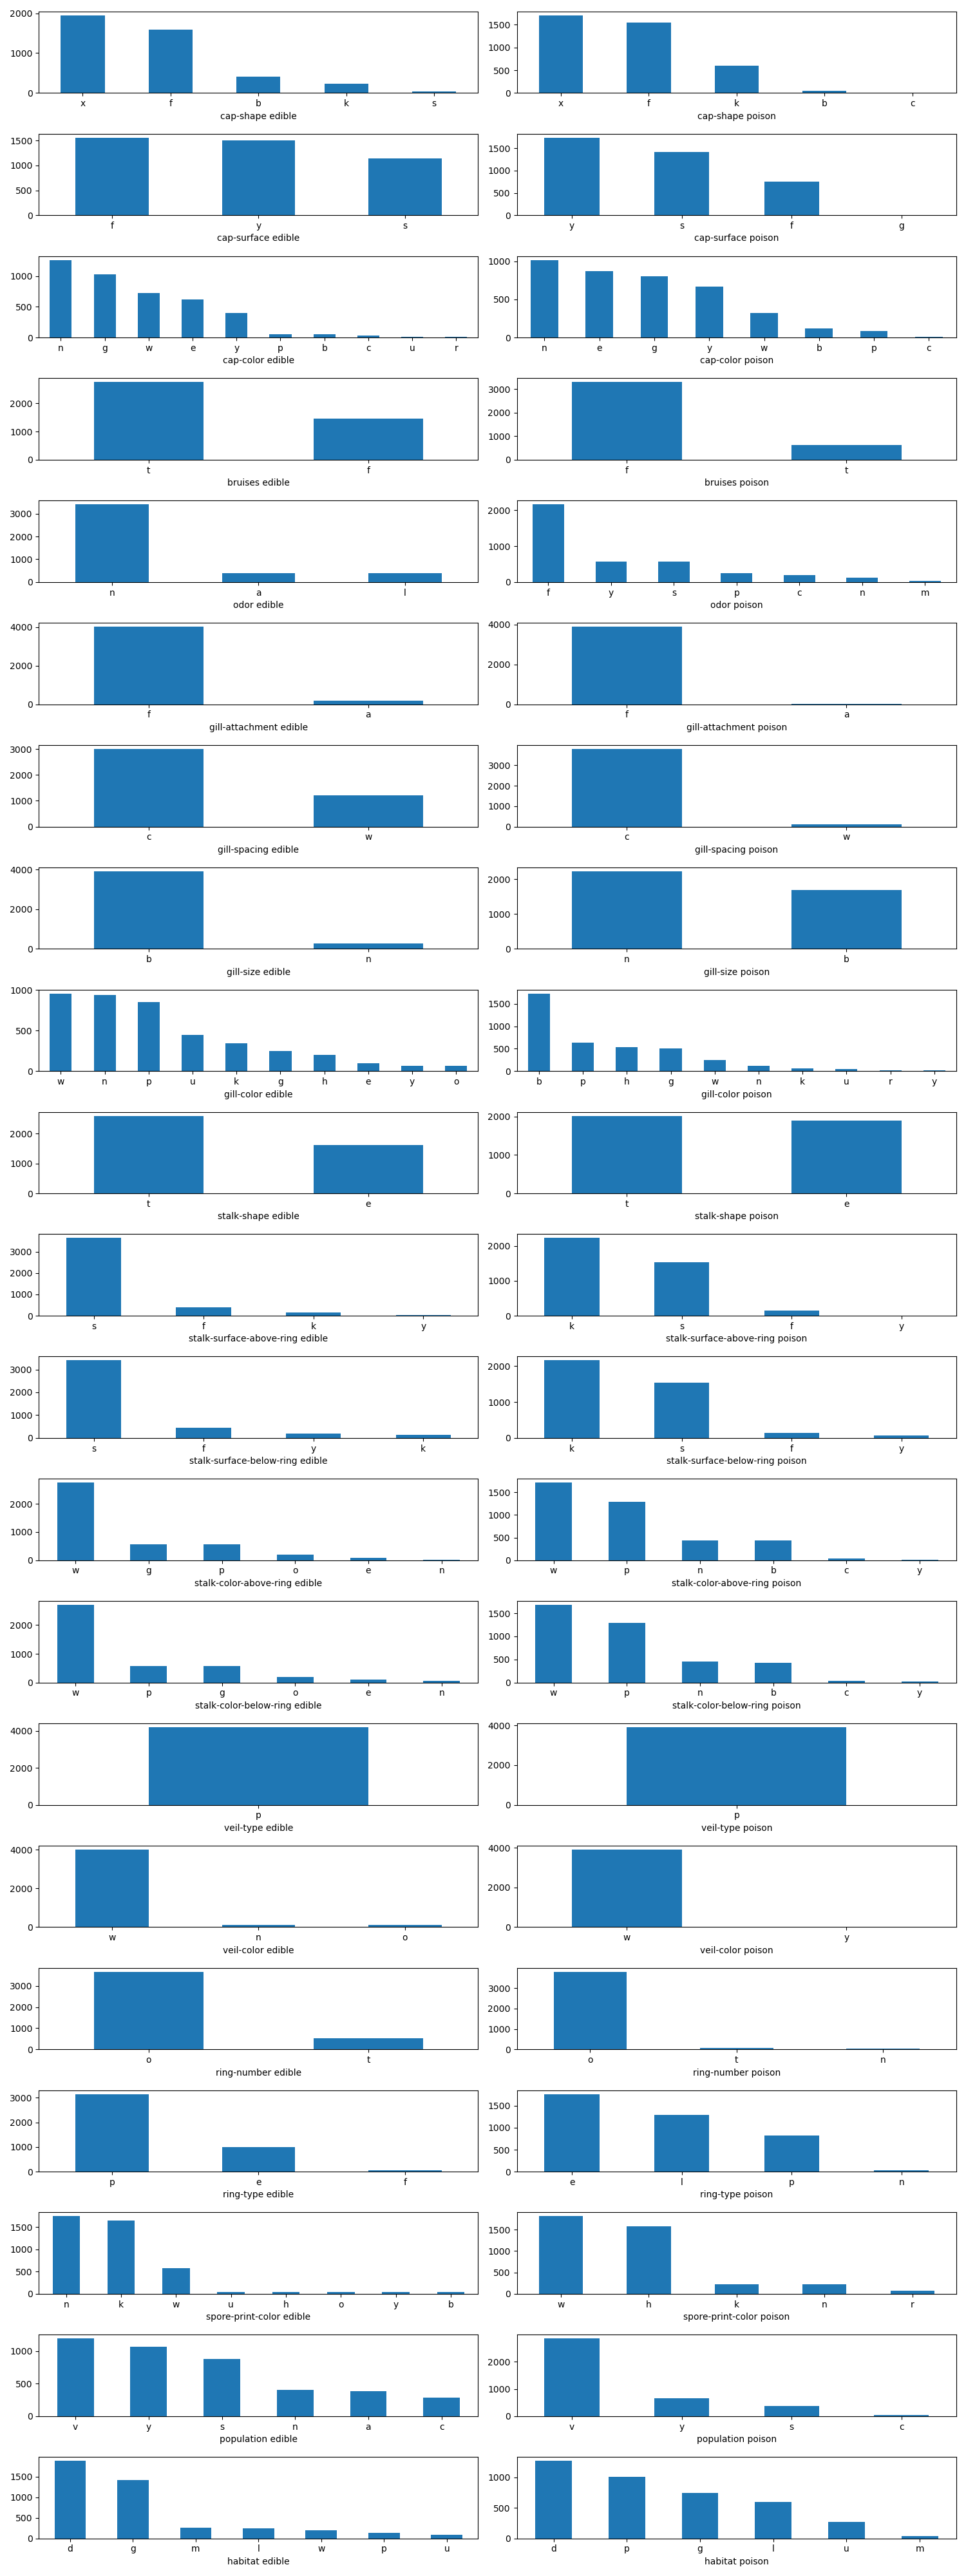 2000
1000
0
x f b k s
cap-shape edible
1500
1000
500
0
x f k b c
cap-shape poison
1500
1000
500
0
f y s
cap-surface edible
1500
1000
500
0
y s f g
cap-surface poison
1000
500
0
n g w e y p b c u r
cap-color edible
1000
500
0
n e g y w b p c
cap-color poison
2000
1000
0
t f
bruises edible
3000
2000
1000
0
f t
bruises poison
3000
2000
1000
0
n a l
odor edible
2000
1000
0
f y s p c n m
odor poison
4000
2000
0
f a
gill-attachment edible
4000
2000
0
f a
gill-attachment poison
3000
2000
1000
0
c w
gill-spacing edible
3000
2000
1000
0
c w
gill-spacing poison
4000
2000
0
b n
gill-size edible
2000
1000
0
n b
gill-size poison
1000
500
0
w n p u k g h e y o
gill-color edible
1500
1000
500
0
b p h g w n k u r y
gill-color poison
2000
1000
0
t e
stalk-shape edible
2000
1000
0
t e
stalk-shape poison
3000
2000
1000
0
s f k y
stalk-surface-above-ring edible
2000
1000
0
k s f y
stalk-surface-above-ring poison
3000
2000
1000
0
s f y k
stalk-surface-below-ring edible
2000
1000
0
k s f y
stalk-surface-below-ring poison
2000
1000
0
w g p o e n
stalk-color-above-ring edible
1500
1000
500
0
w p n b c y
stalk-color-above-ring poison
2000
1000
0
w p g o e n
stalk-color-below-ring edible
1500
1000
500
0
w p n b c y
stalk-color-below-ring poison
4000
2000
0
p
veil-type edible
4000
2000
0
p
veil-type poison
4000
2000
0
w n o
veil-color edible
4000
2000
0
w y
veil-color poison
3000
2000
1000
0
o t
ring-number edible
3000
2000
1000
0
o t n
ring-number poison
3000
2000
1000
0
p e f
ring-type edible
1500
1000
500
0
e l p n
ring-type poison
1500
1000
500
0
n k w u h o y b
spore-print-color edible
1500
1000
500
0
w h k n r
spore-print-color poison
1000
500
0
v y s n a c
population edible
2000
1000
0
v y s c
population poison
1500
1000
500
0
d g m l w p u
habitat edible
1000
500
0
d p g l u m
habitat poison